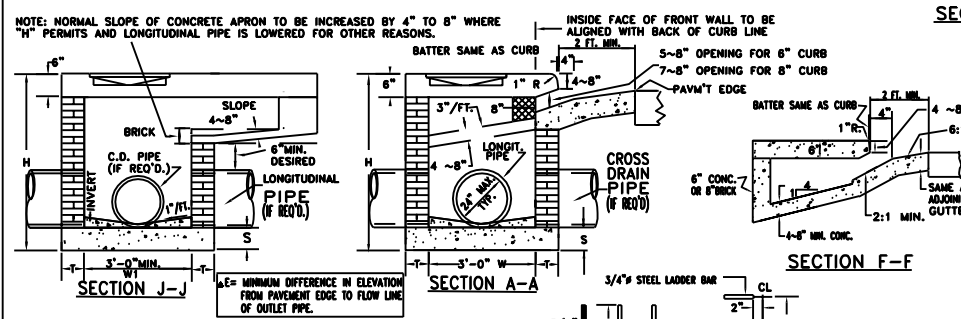 NOTE: NORMAL SLOPE OF CONCRETE APRON TO BE INCREASED BY 4" TO 8" WHERE
"H" PERMITS AND LONGITUDINAL PIPE IS LOWERED FOR OTHER REASONS.
6"
H
BRICK
4~8"
SLOPE
6" MIN.
DESIRED
C.D. PIPE
(IF REQ'D.)
INVERT
1"/FT.
LONGITUDINAL
PIPE
(IF REQ'D.)
S
T
3'-0" MIN.
W1
T
SECTION J-J
INSIDE FACE OF FRONT WALL TO BE
ALIGNED WITH BACK OF CURB LINE
BATTER SAME AS CURB
2 FT. MIN.
4"
5~8" OPENING FOR 6" CURB
7~8" OPENING FOR 8" CURB
PAVM'T EDGE
6"
1" R
4~8"
3"/FT.
8"
H
LONGIT.
PIPE
4 ~8"
24" MAX.
TYP.
CROSS
DRAIN
PIPE
(IF REQ'D)
S
T
3'-0" W
T
SECTION A-A
ΔE= MINIMUM DIFFERENCE IN ELEVATION
FROM PAVEMENT EDGE TO FLOW LINE
OF OUTLET PIPE.
SEC
2 FT. MIN.
BATTER SAME AS CURB
4"
1"R.
4 ~8"
6"
6:
6" CONC.
OR 8"BRICK
1
4
SAME A
ADJOINI
GUTTE
2:1 MIN.
4~8" MIN. CONC.
SECTION F-F
3/4"ø STEEL LADDER BAR
CL
2"